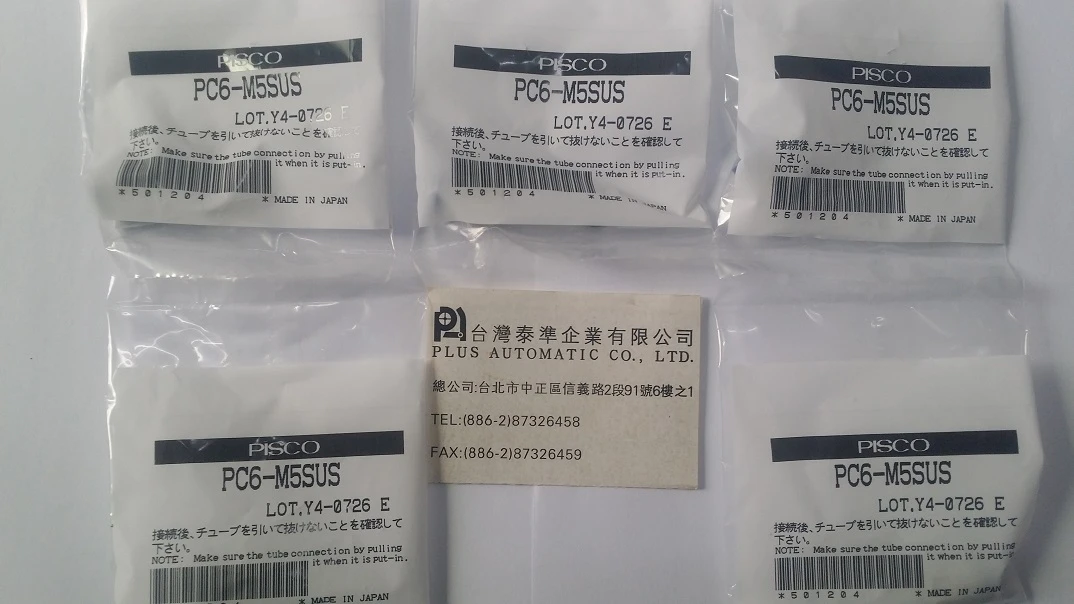 PISCO
PC6-M5SUS
LOT.Y4-0726 E
接続後、チューブを引いて抜けないことを確認して
下さい。
NOTE: Make sure the tube connection by pulling
it when it is put-in.
*501204
* MADE IN JAPAN
PISCO
PC6-M5SUS
LOT.Y4-0726 E
接続後、チューブを引いて抜けないことを確認して
下さい。
NOTE: Make sure the tube connection by pulling
it when it is put-in.
*501204
* MADE IN JAPAN
PISCO
PC6-M5SUS
LOT.Y4-0726 E
接続後、チューブを引いて抜けないことを確認して
下さい。
NOTE: Make sure the tube connection by pulling
it when it is put-in.
*501204
* MADE IN JAPAN
台灣泰準企業有限公司
PLUS AUTOMATIC CO., LTD.
總公司:台北市中正區信義路2段91號6樓之1
TEL:(886-2)87326458
FAX:(886-2)87326459
PISCO
PC6-M5SUS
LOT.Y4-0726 E
接続後、チューブを引いて抜けないことを確認して
下さい。
NOTE: Make sure the tube connection by pulling
it when it is put-in.
* MADE IN JAPAN
PISCO
PC6-M5SUS
LOT.Y4-0726 E
接続後、チューブを引いて抜けないことを確認して
下さい。
NOTE: Make sure the tube connection by pulling
it when it is put-in.
*501204
* MADE IN JAPAN